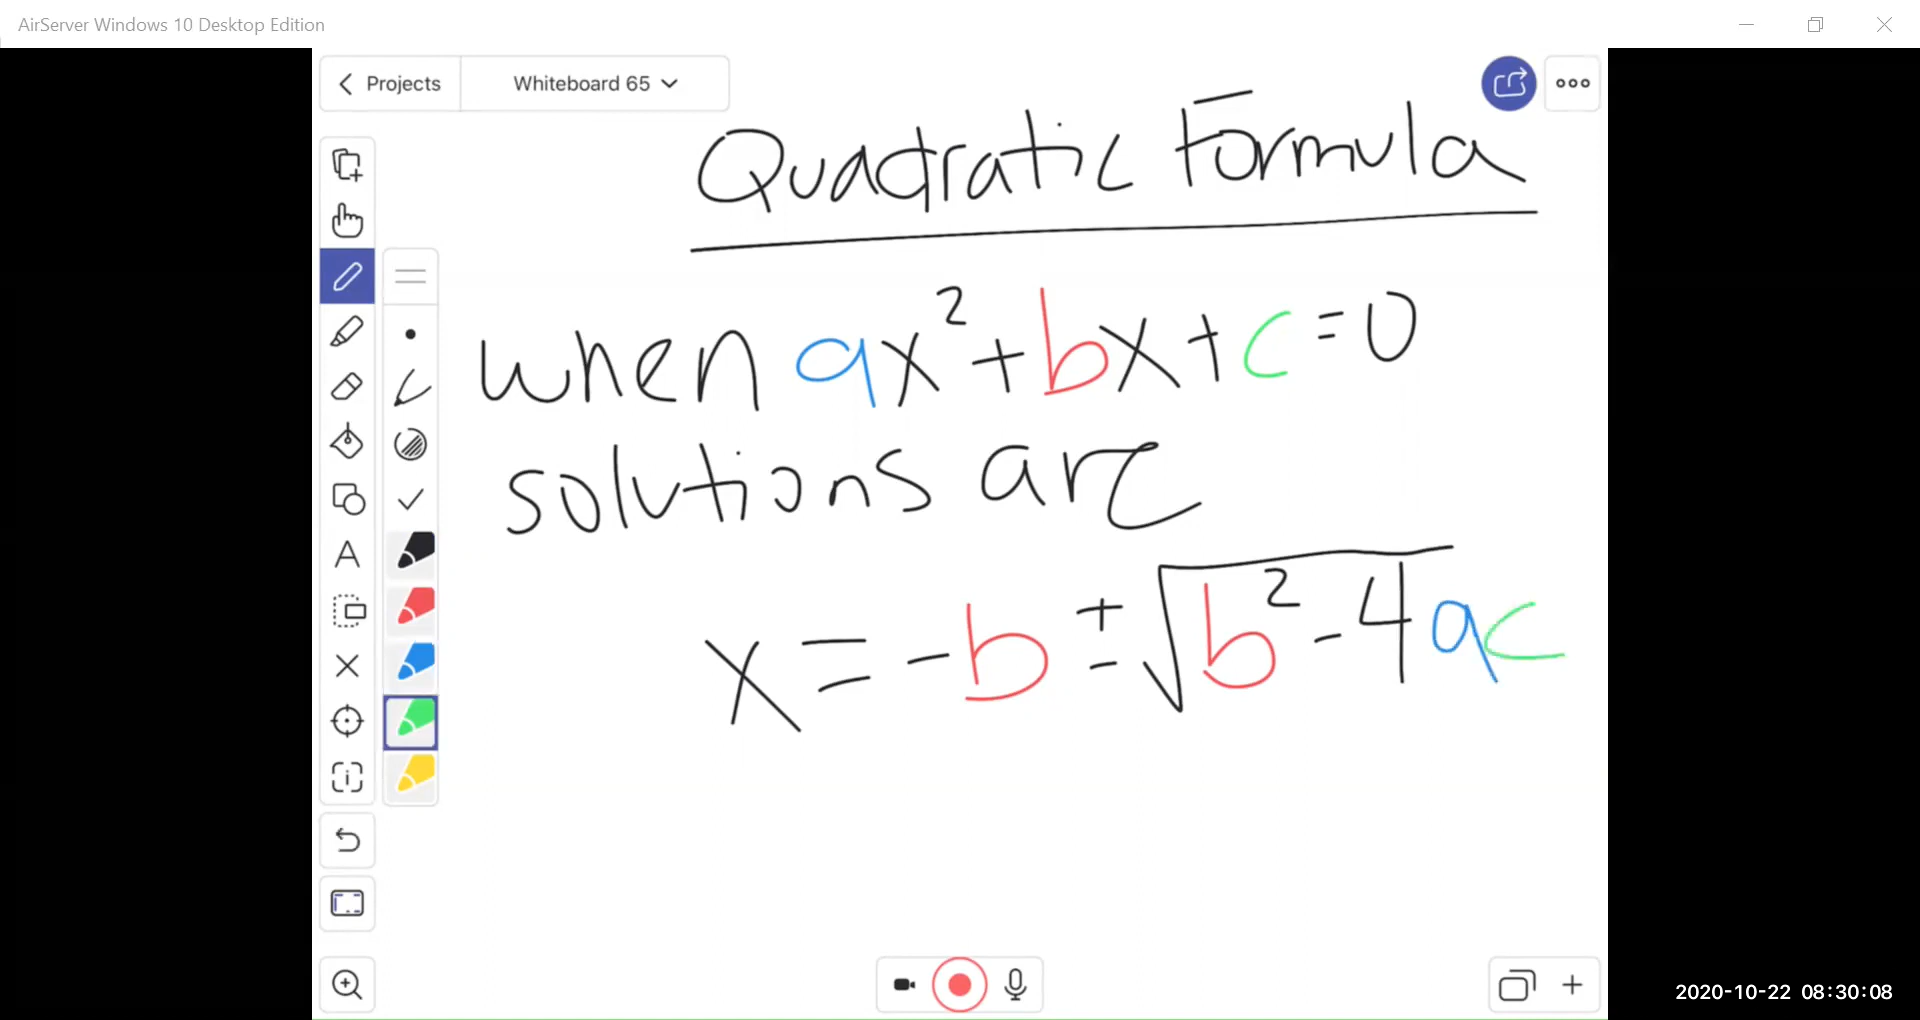 AirServer Windows 10 Desktop Edition
Projects
Whiteboard 65
Quadratic Formula
when ax²+bx+c=0
solutions are
x = -b ± √b²-4ac
A
2020-10-22 08:30:08